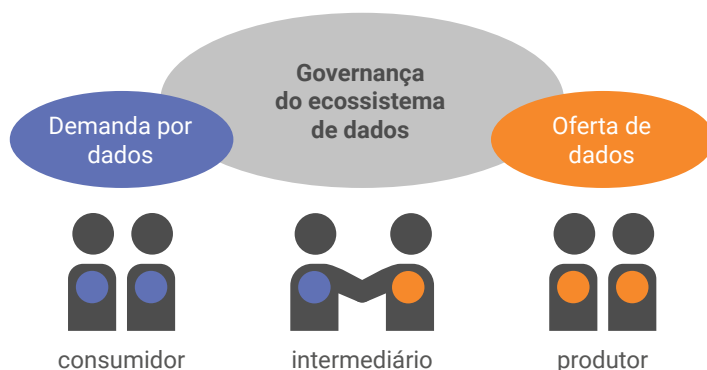 Governança
do ecossistema
de dados
Demanda por
dados
Oferta de
dados
consumidor
intermediário
produtor